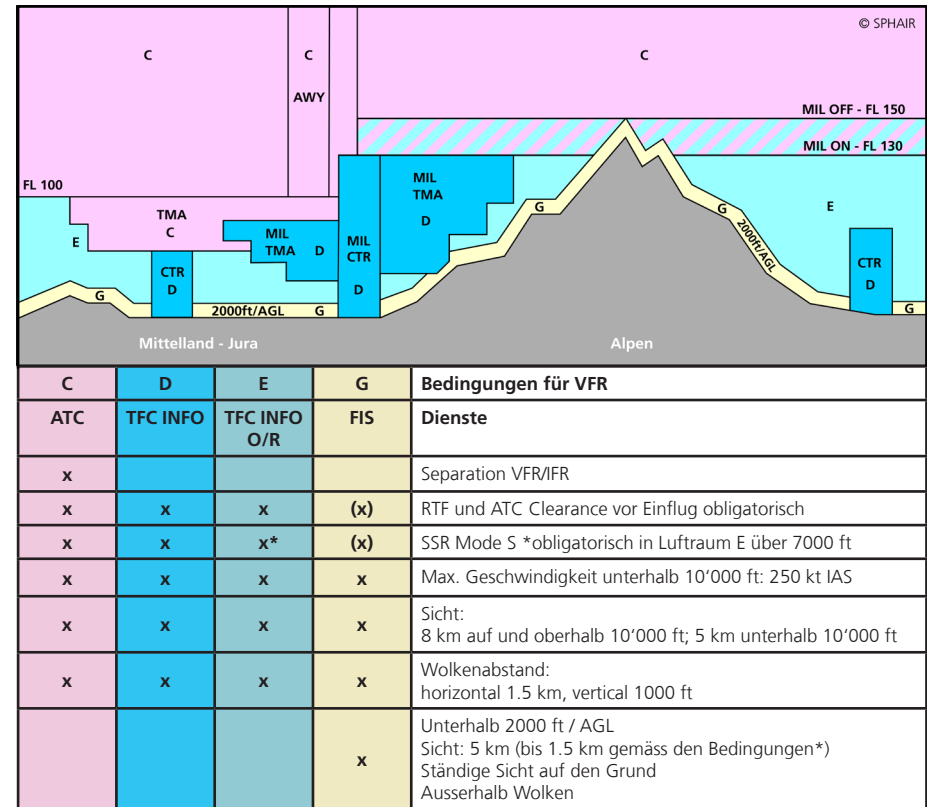 © SPHAIR
C
C
C
AWY
MIL OFF - FL 150
MIL ON - FL 130
FL 100
MIL
TMA
D
TMA
C
MIL
TMA D
MIL
CTR
D
E
E
G
G
2000ft/AGL
CTR
D
CTR
D
G
2000ft/AGL G
G
Mittelland - Jura
Alpen
C D E G Bedingungen für VFR
ATC TFC INFO TFC INFO FIS Dienste
O/R
x Separation VFR/IFR
x x x (x) RTF und ATC Clearance vor Einflug obligatorisch
x x x* (x) SSR Mode S *obligatorisch in Luftraum E über 7000 ft
x x x x Max. Geschwindigkeit unterhalb 10‘000 ft: 250 kt IAS
Sicht:
x x x x 8 km auf und oberhalb 10‘000 ft; 5 km unterhalb 10‘000 ft
Wolkenabstand:
x x x x horizontal 1.5 km, vertical 1000 ft
Unterhalb 2000 ft / AGL
x Sicht: 5 km (bis 1.5 km gemäss den Bedingungen*)
Ständige Sicht auf den Grund
Ausserhalb Wolken